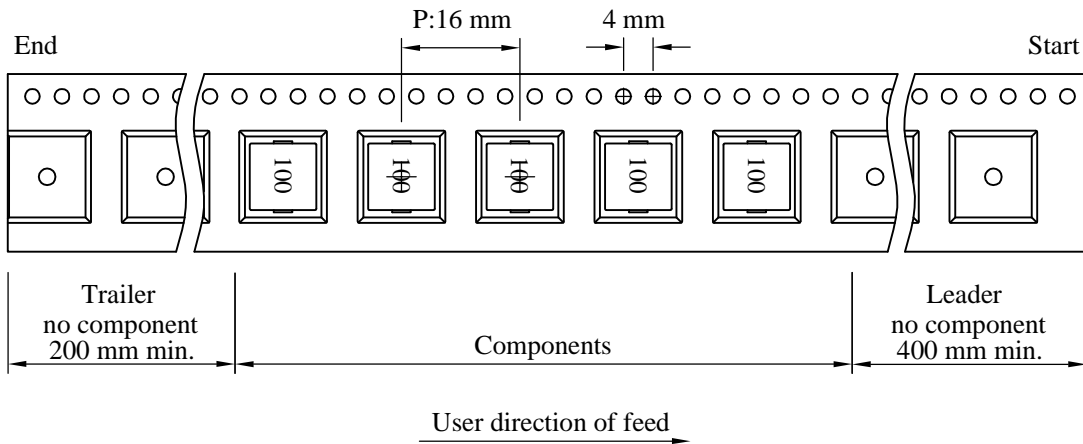 P:16 mm
4 mm
End
Start
100
100
100
100
100
Trailer
no component
200 mm min.
Components
Leader
no component
400 mm min.
User direction of feed